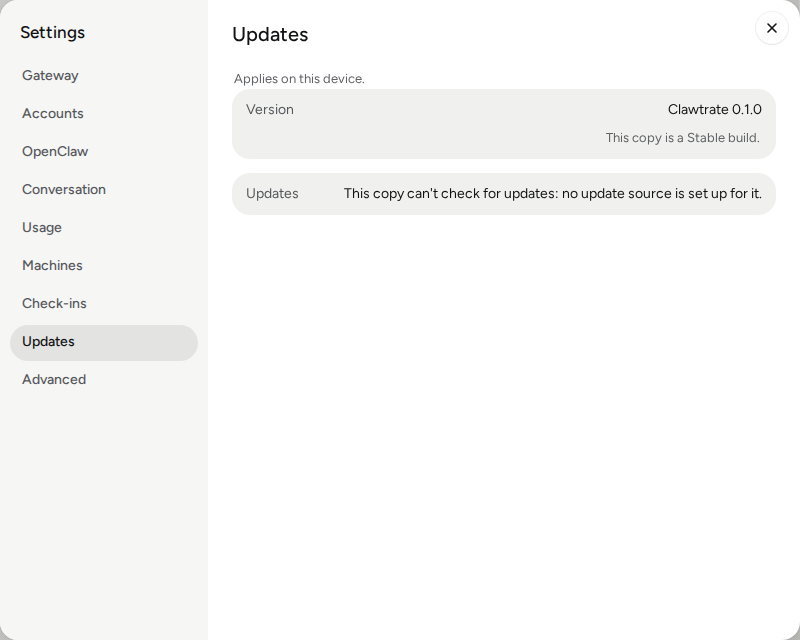 Settings
Gateway
Accounts
OpenClaw
Conversation
Usage
Machines
Check-ins
Updates
Advanced
Updates
Applies on this device.
Version Clawtrate 0.1.0
This copy is a Stable build.
Updates This copy can't check for updates: no update source is set up for it.